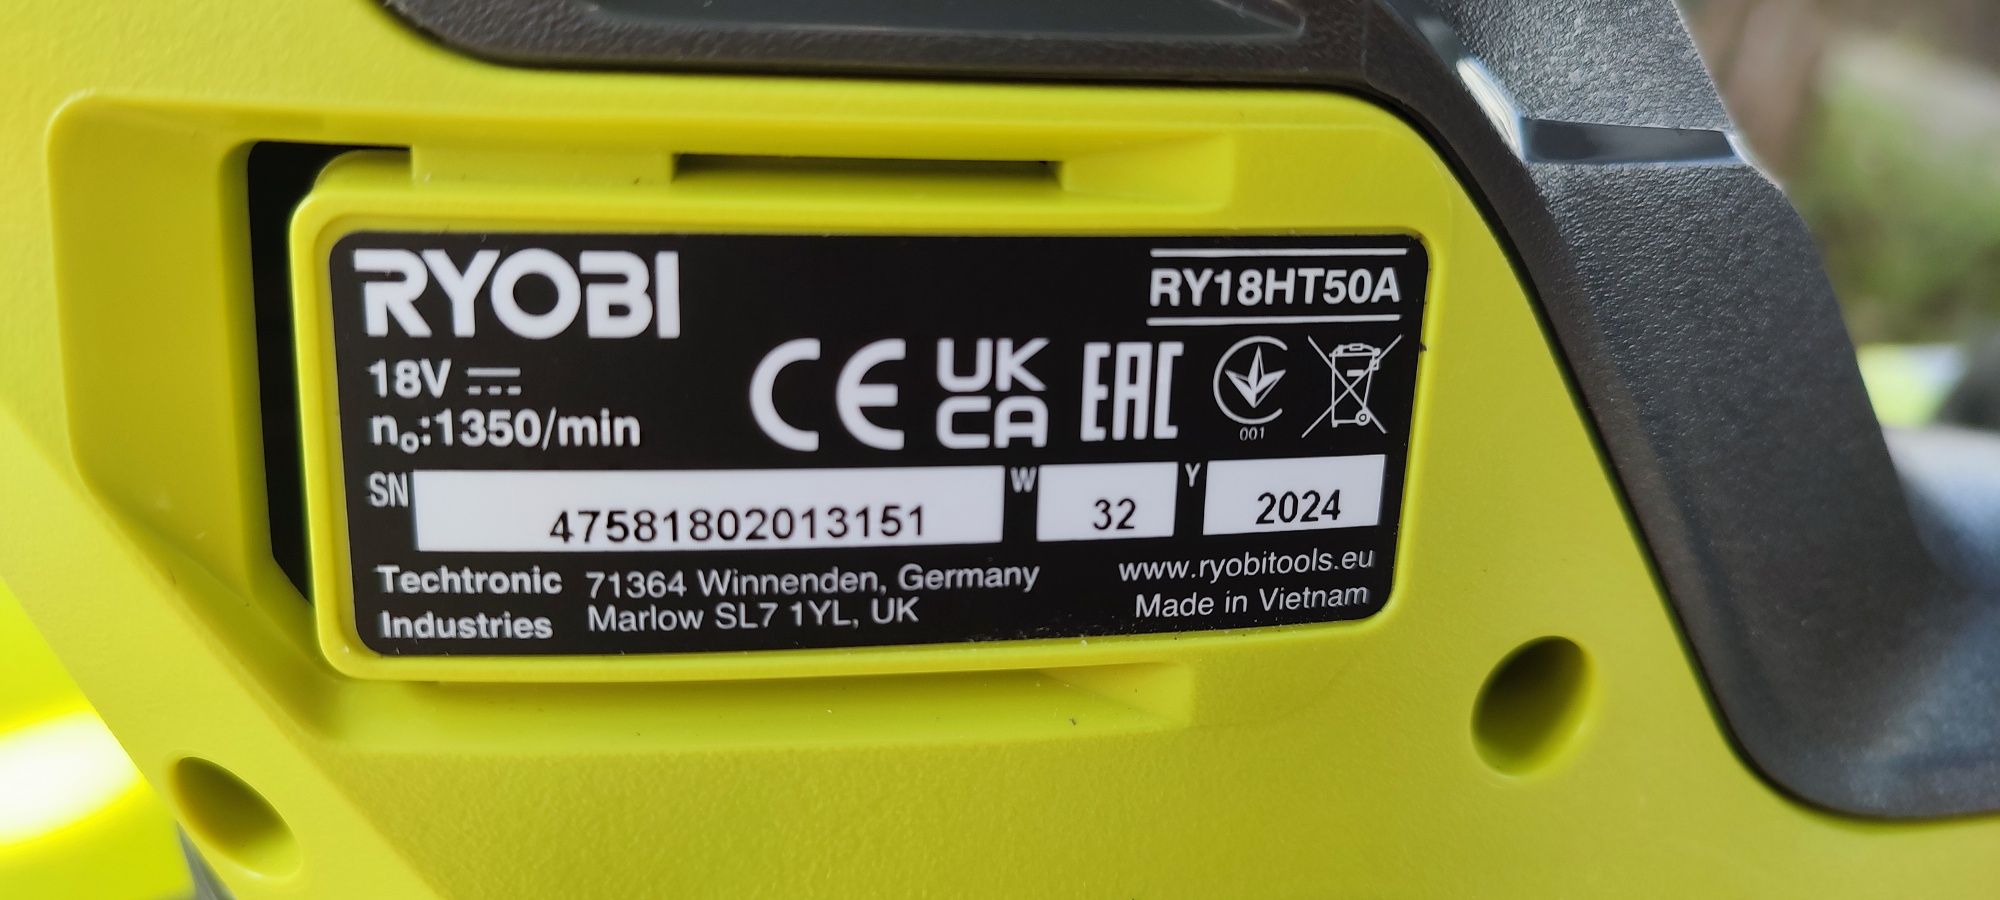 RYOBI
RY18HT50A
18V
nₒ:1350/min
CE UK CA EAC
001
SN 47581802013151 W 32 Y 2024
Techtronic Industries
71364 Winnenden, Germany
Marlow SL7 1YL, UK
www.ryobitools.eu
Made in Vietnam